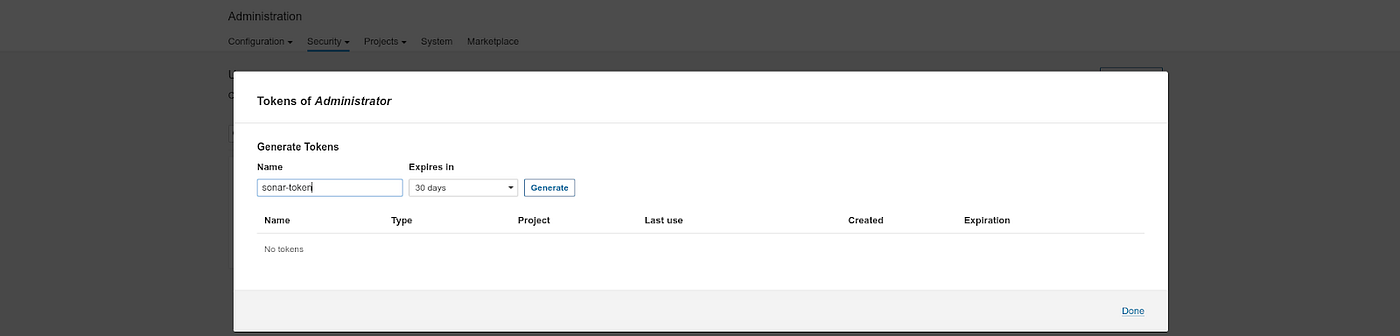 Administration
Configuration Security Projects System Marketplace
Tokens of Administrator
Generate Tokens
Name Expires in
sonar-token 30 days Generate
Name Type Project Last use Created Expiration
No tokens
Done